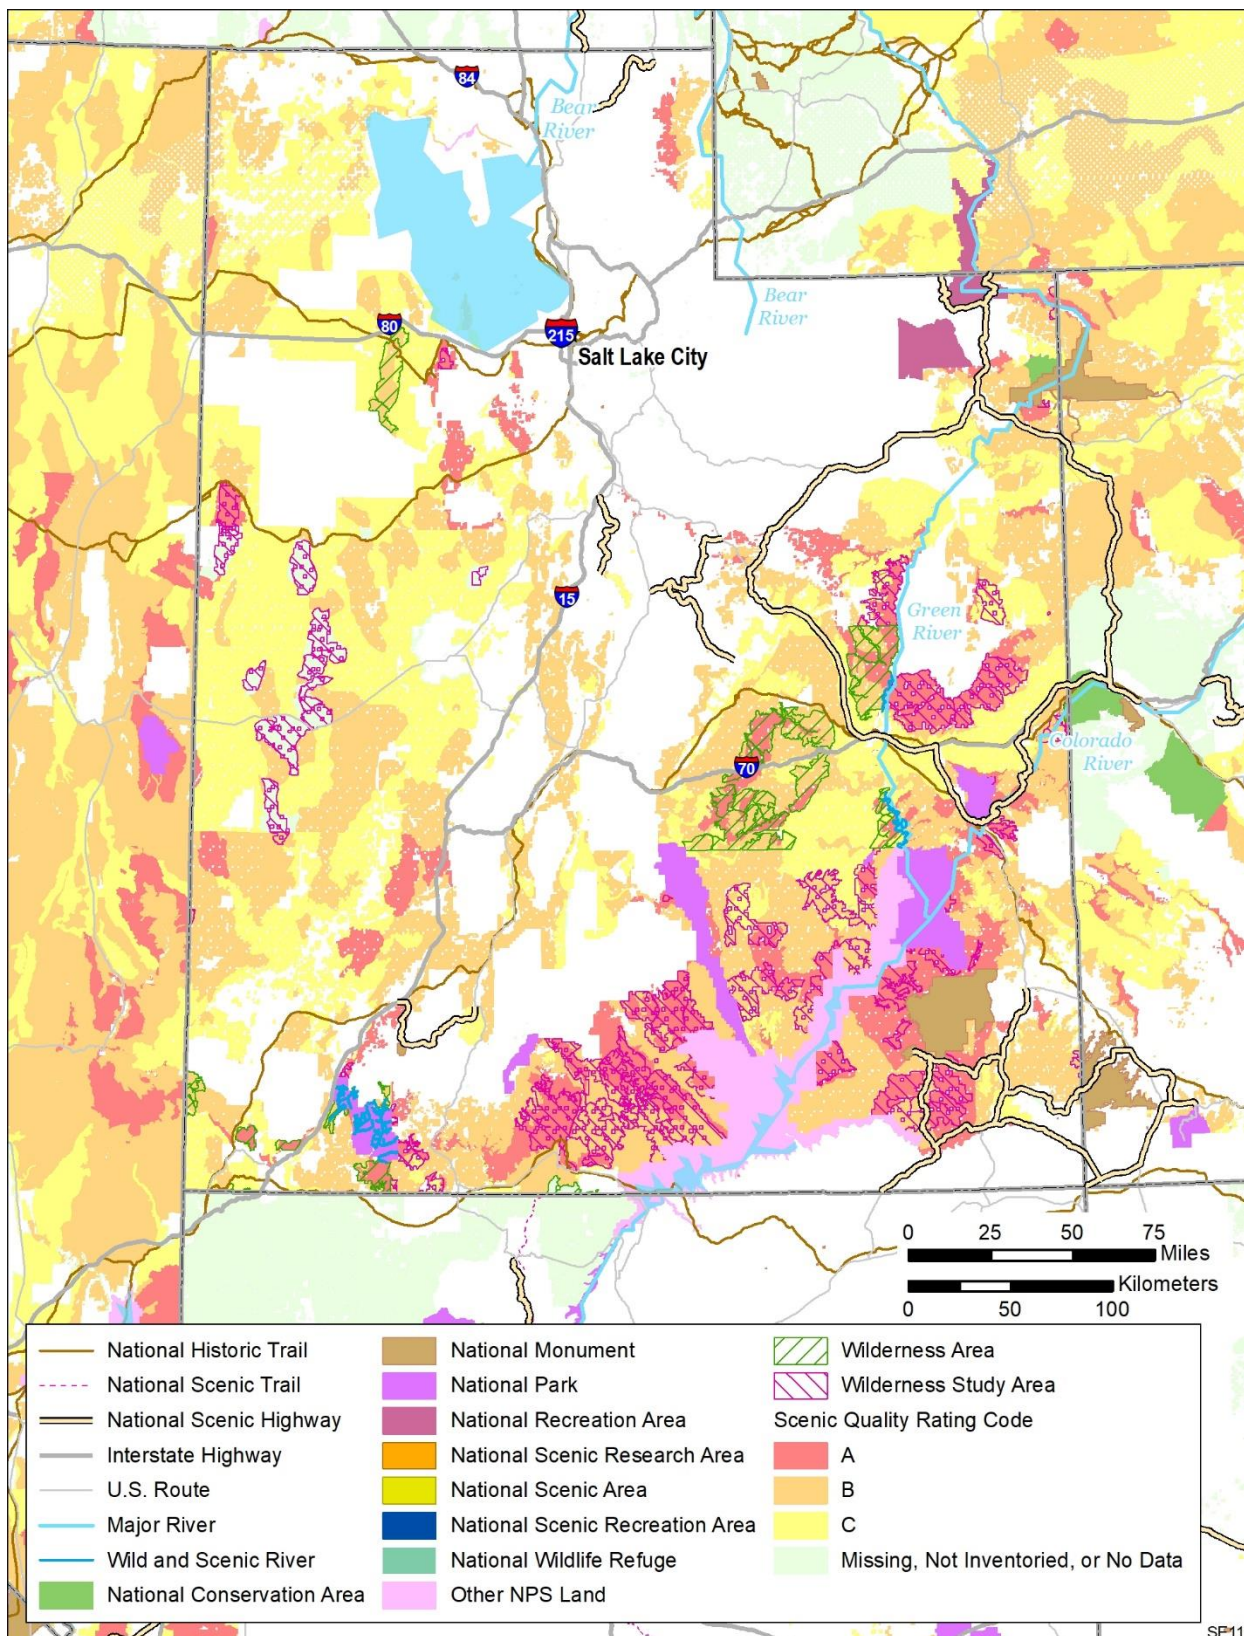 84
Bear
River
Bear
River
80
215
Salt Lake City
15
Green
River
70
Colorado
River
0 25 50 75
Miles
Kilometers
0 50 100
National Historic Trail
National Scenic Trail
National Scenic Highway
Interstate Highway
U.S. Route
Major River
Wild and Scenic River
National Conservation Area
National Monument
National Park
National Recreation Area
National Scenic Research Area
National Scenic Area
National Scenic Recreation Area
National Wildlife Refuge
Other NPS Land
Wilderness Area
Wilderness Study Area
Scenic Quality Rating Code
A
B
C
Missing, Not Inventoried, or No Data